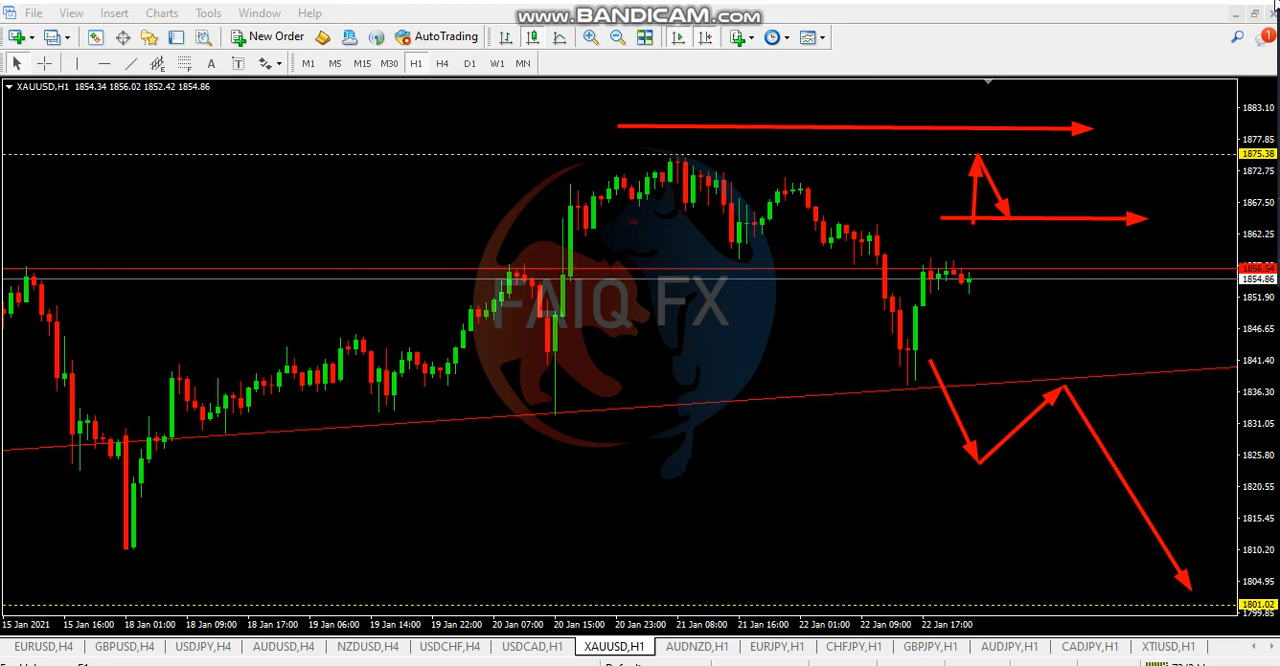 www.BANDICAM.com
File View Insert Charts Tools Window Help
New Order AutoTrading
A T M1 M5 M15 M30 H1 H4 D1 W1 MN
1
XAUUSD,H1 1854.34 1856.02 1852.42 1854.86
FAIQ FX
1883.10
1877.85
1875.38
1872.75
1867.50
1862.25
1856.54
1854.86
1851.90
1846.65
1841.40
1836.30
1831.05
1825.80
1820.55
1815.45
1810.20
1804.95
1801.02
1799.85
15 Jan 2021 15 Jan 16:00 18 Jan 01:00 18 Jan 09:00 18 Jan 17:00 19 Jan 06:00 19 Jan 14:00 19 Jan 22:00 20 Jan 07:00 20 Jan 15:00 20 Jan 23:00 21 Jan 08:00 21 Jan 16:00 22 Jan 01:00 22 Jan 09:00 22 Jan 17:00
EURUSD,H4 GBPUSD,H4 USDJPY,H4 AUDUSD,H4 NZDUSD,H4 USDCHF,H4 USDCAD,H1 XAUUSD,H1 AUDNZD,H1 EURJPY,H1 CHFJPY,H1 GBPJPY,H1 AUDJPY,H1 CADJPY,H1 XTIUSD,H1